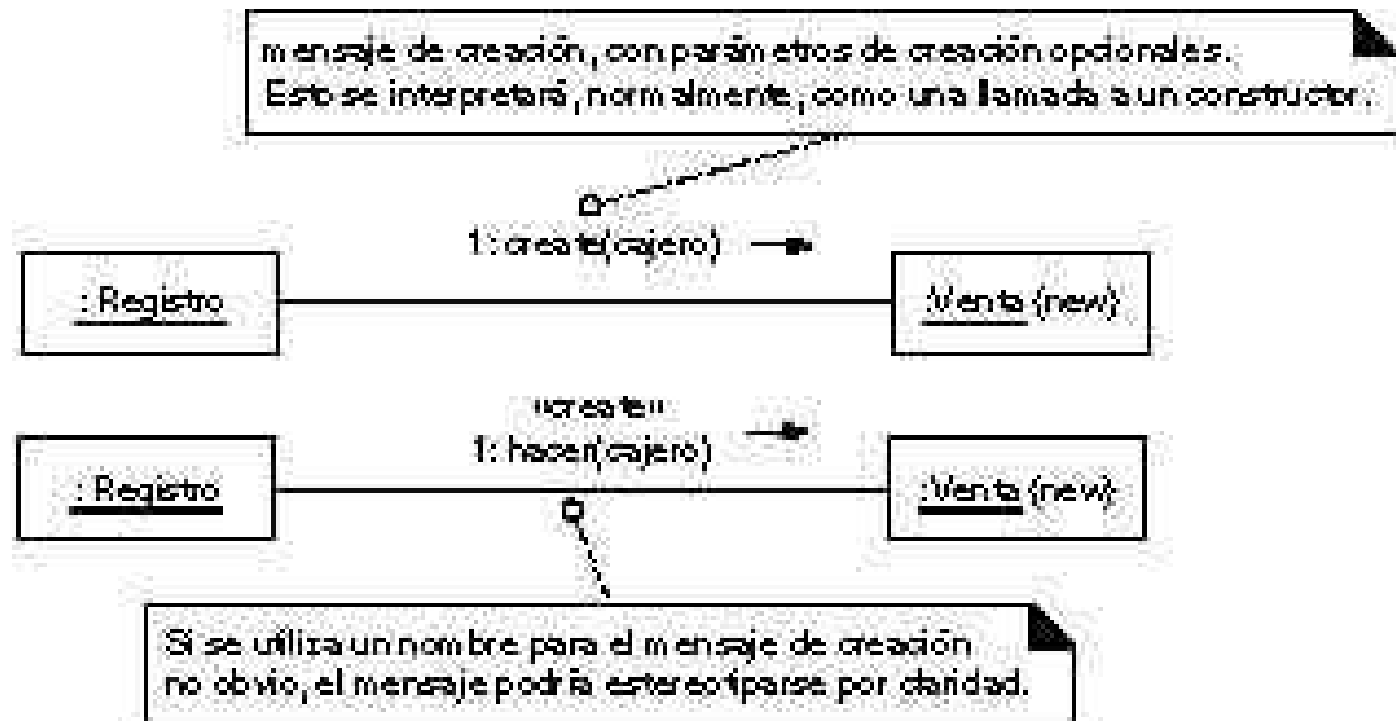 mensaje de creación, con parámetros de creación opcionales.
Esto se interpretará, normalmente, como una llamada a un constructor.
1: create(cajero)
: Registro
:Venta {new}
«create»
1: hacer(cajero)
: Registro
:Venta {new}
Si se utiliza un nombre para el mensaje de creación
no obvio, el mensaje podría estereotiparse por claridad.